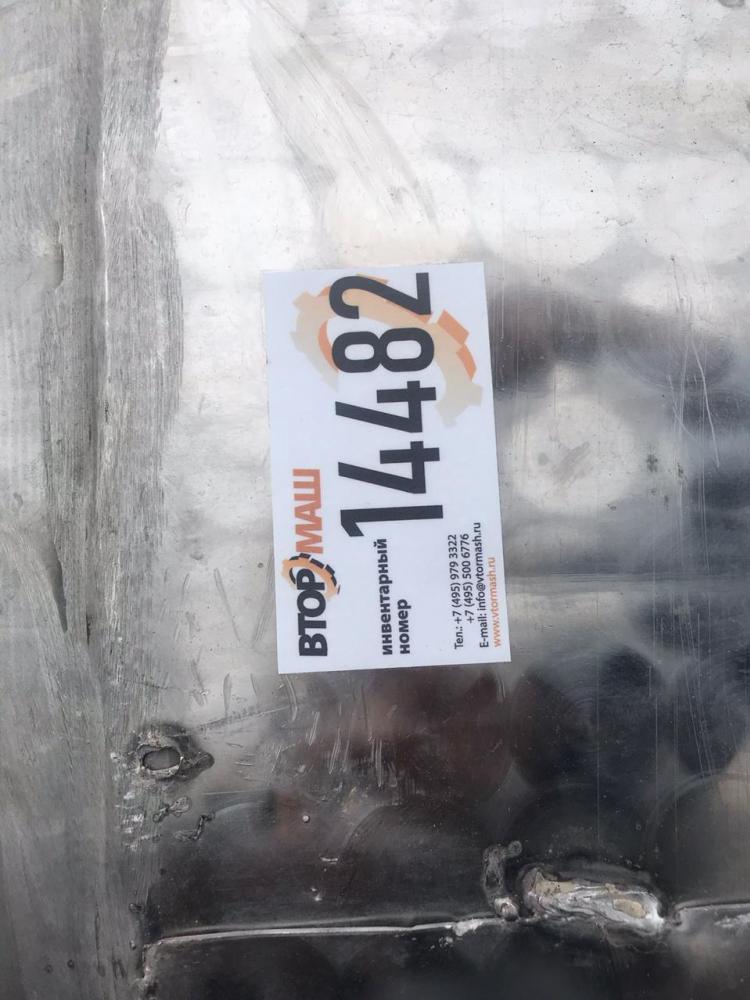 ВТОРМАШ
инвентарный
номер
14482
Тел.: +7 (495) 979 3322
+7 (495) 500 6776
E-mail: info@vtormash.ru
www.vtormash.ru